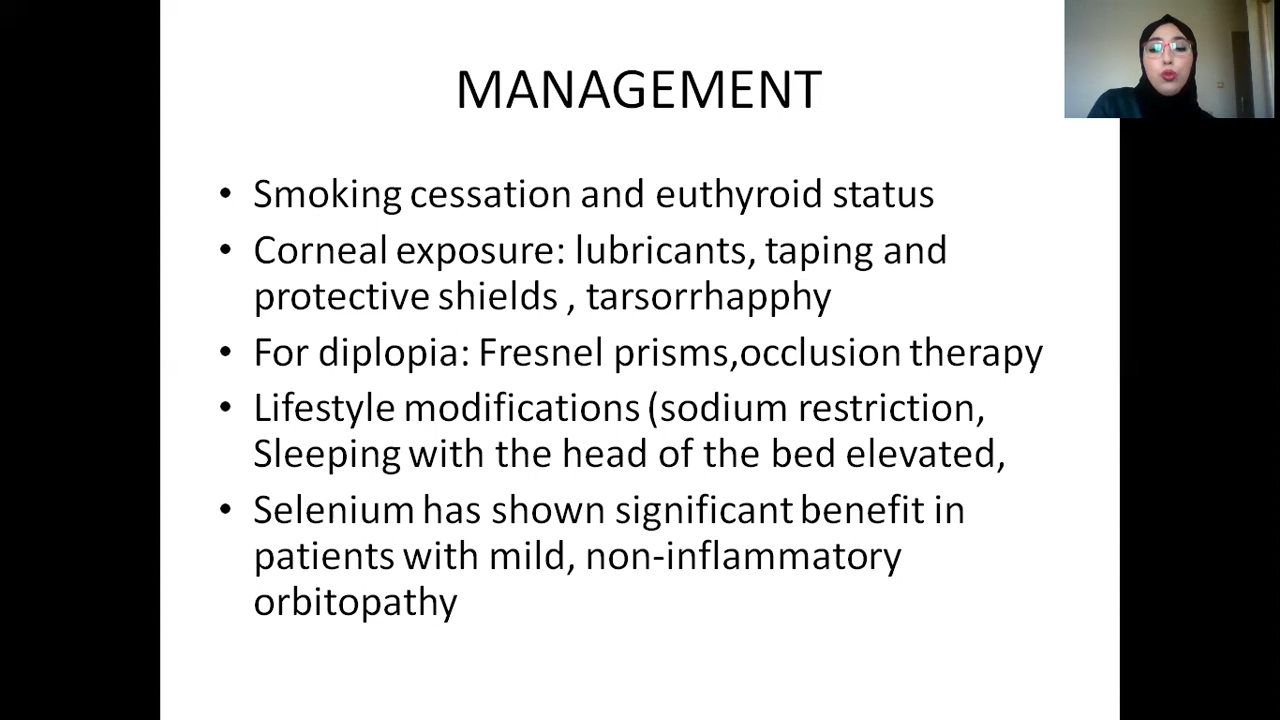 MANAGEMENT
• Smoking cessation and euthyroid status
• Corneal exposure: lubricants, taping and
protective shields , tarsorrhapphy
• For diplopia: Fresnel prisms,occlusion therapy
• Lifestyle modifications (sodium restriction,
Sleeping with the head of the bed elevated,
• Selenium has shown significant benefit in
patients with mild, non-inflammatory
orbitopathy